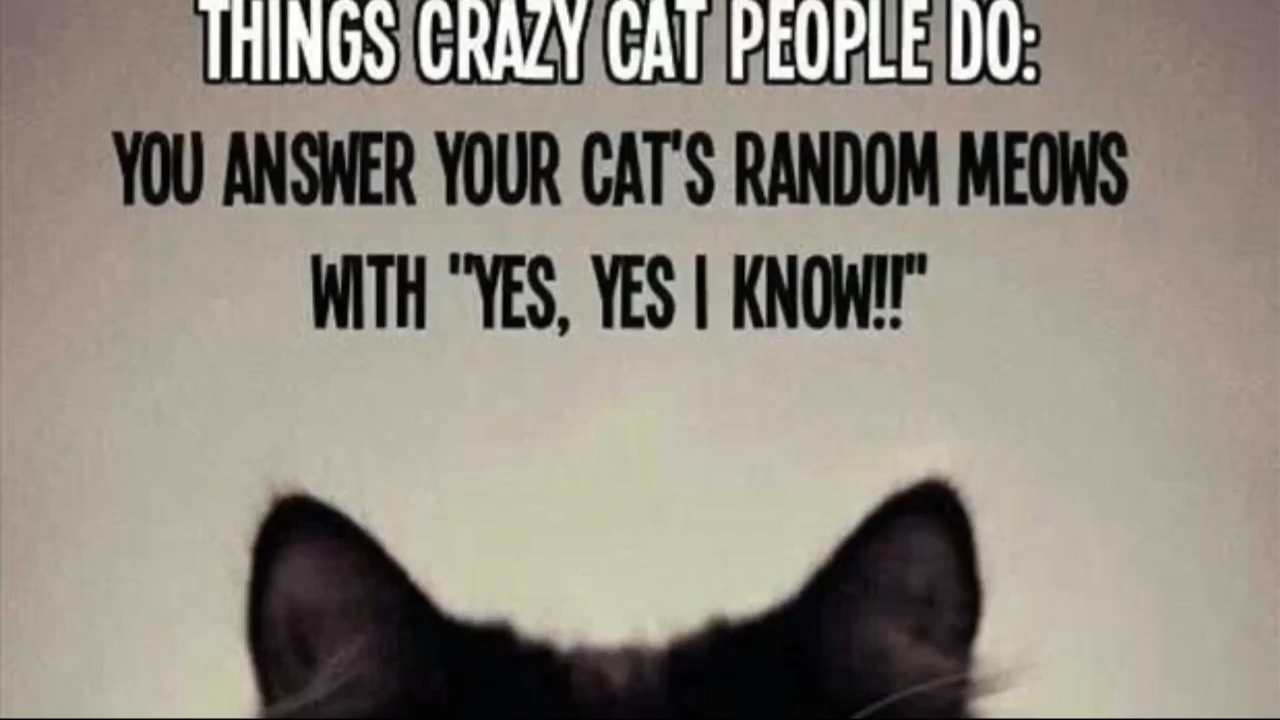 THINGS CRAZY CAT PEOPLE DO:
YOU ANSWER YOUR CAT'S RANDOM MEOWS
WITH "YES, YES I KNOW!!"